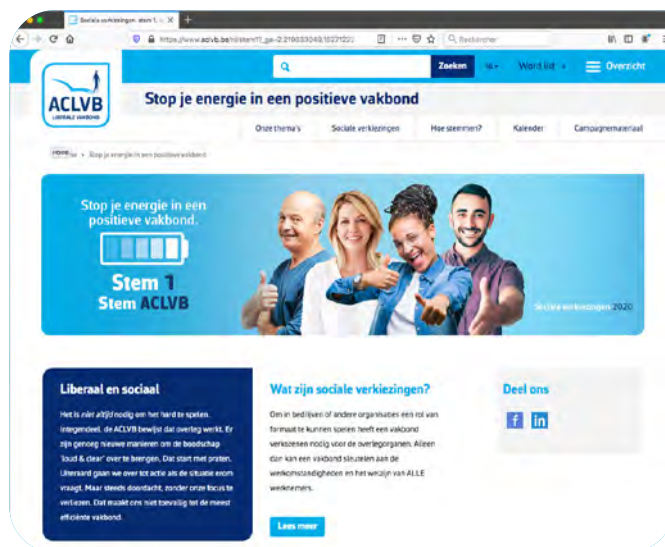 Sociale verkiezingen: stem 1,
https://www.aclvb.be/nl/stem1?_ga=2.219033049.
Rechercher
Zoeken
Word lid
Overzicht
ACLVB
LIBERALE VAKBOND
Stop je energie in een positieve vakbond
Onze thema's
Sociale verkiezingen
Hoe stemmen?
Kalender
Campagnemateriaal
HOME
Stop je energie in een positieve vakbond
Stop je energie in een
positieve vakbond.
Stem 1
Stem ACLVB
Sociale verkiezingen 2020
Liberaal en sociaal
Het is niet altijd nodig om het hard te spelen.
Integendeel, de ACLVB bewijst dat overleg werkt. Er
zijn genoeg nieuwe manieren om de boodschap
'loud & clear' over te brengen. Dat start met praten.
Uiteraard gaan we over tot actie als de situatie erom
vraagt. Maar steeds doordacht, zonder onze focus te
verliezen. Dat maakt ons niet toevallig tot de meest
efficiënte vakbond.
Wat zijn sociale verkiezingen?
Om in bedrijven of andere organisaties een rol van
formaat te kunnen spelen heeft een vakbond
verkozenen nodig voor de overlegorganen. Alleen
dan kan een vakbond sleutelen aan de
werkomstandigheden en het welzijn van ALLE
werknemers.
Lees meer
Deel ons
f in